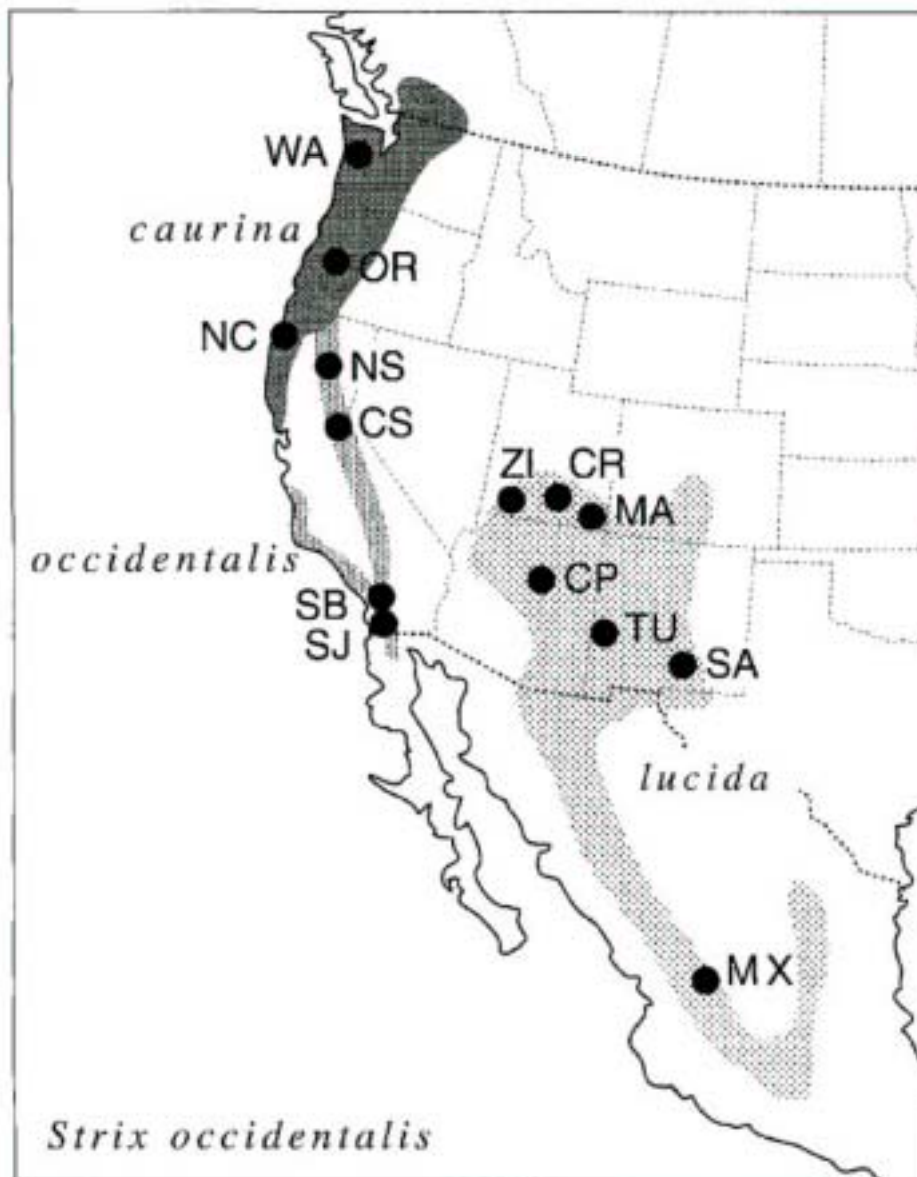 WA
caurina
OR
NC
NS
CS
ZI
CR
MA
occidentalis
CP
SB
TU
SJ
SA
lucida
MX
Strix occidentalis